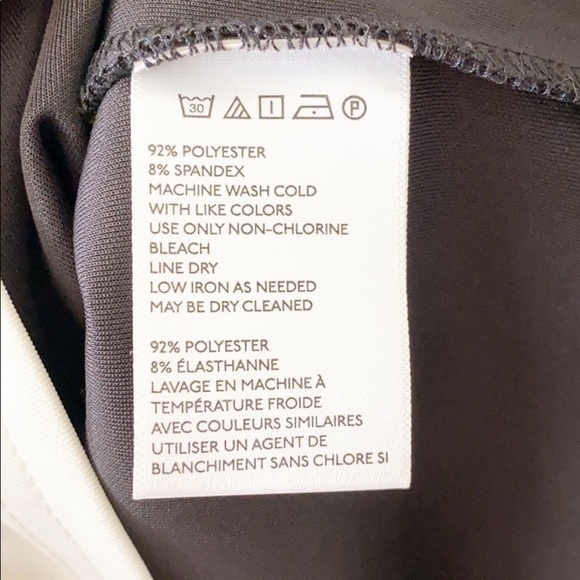 30 P
92% POLYESTER
8% SPANDEX
MACHINE WASH COLD
WITH LIKE COLORS
USE ONLY NON-CHLORINE
BLEACH
LINE DRY
LOW IRON AS NEEDED
MAY BE DRY CLEANED
92% POLYESTER
8% ÉLASTHANNE
LAVAGE EN MACHINE À
TEMPÉRATURE FROIDE
AVEC COULEURS SIMILAIRES
UTILISER UN AGENT DE
BLANCHIMENT SANS CHLORE SI